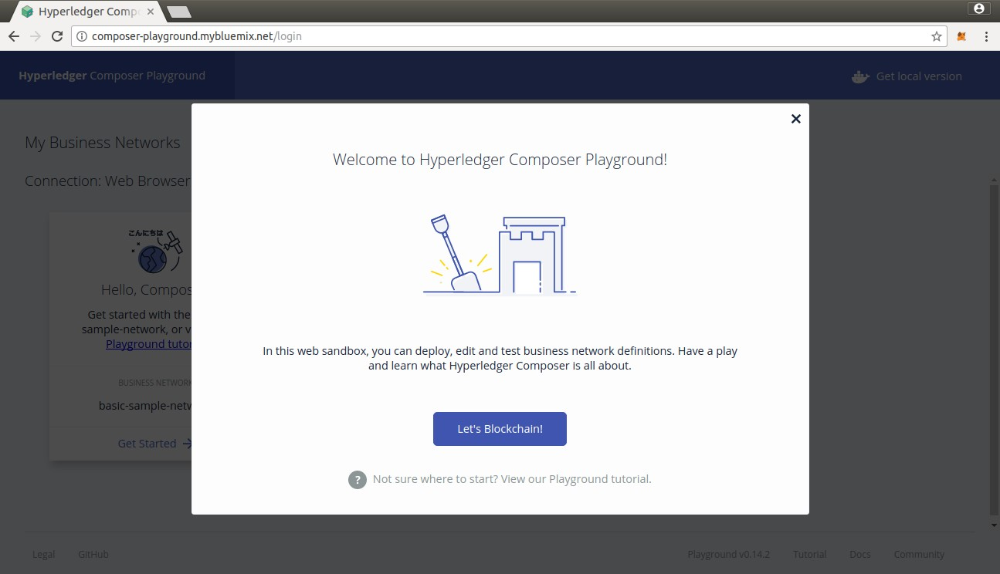 Hyperledger Comp
composer-playground.mybluemix.net/login
Hyperledger Composer Playground
Get local version
My Business Networks
Connection: Web Browser
こんにちは
Hello, Compos
Get started with the
sample-network, or v
Playground tutor
BUSINESS NETWORK
basic-sample-netw
Get Started
Welcome to Hyperledger Composer Playground!
In this web sandbox, you can deploy, edit and test business network definitions. Have a play
and learn what Hyperledger Composer is all about.
Let's Blockchain!
? Not sure where to start? View our Playground tutorial.
Legal GitHub Playground v0.14.2 Tutorial Docs Community